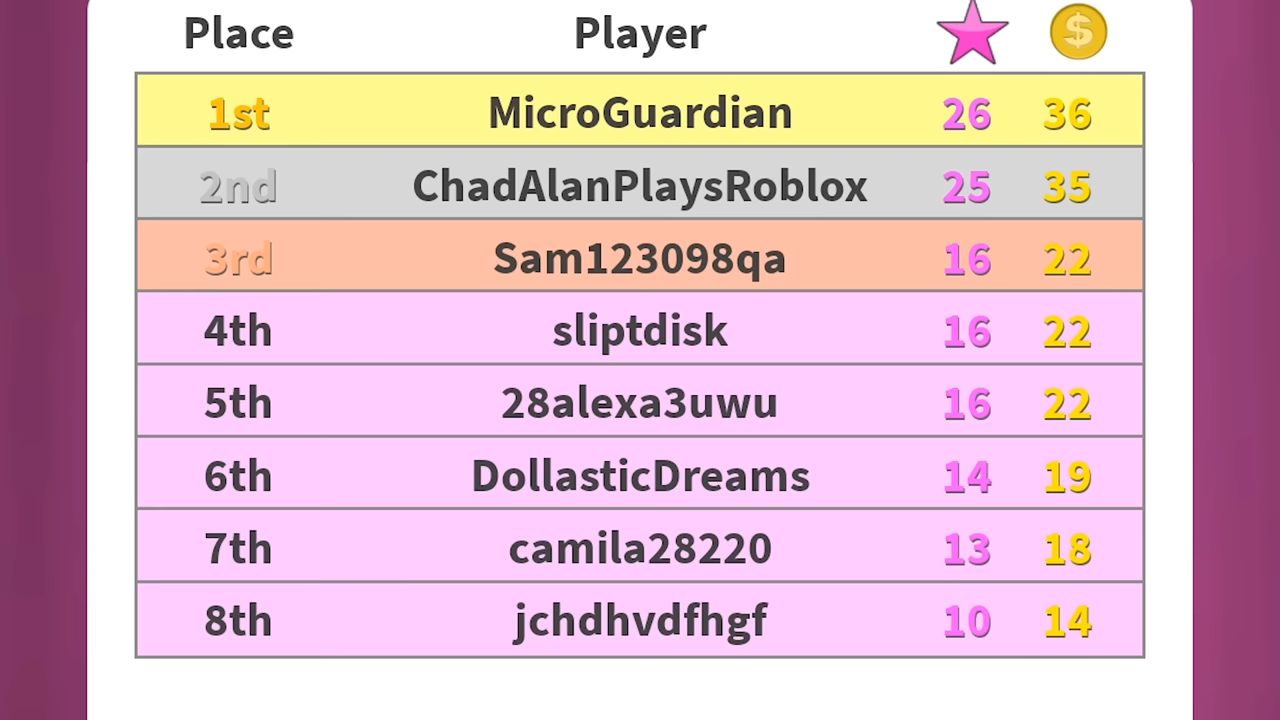 Place Player $
1st MicroGuardian 26 36
2nd ChadAlanPlaysRoblox 25 35
3rd Sam123098qa 16 22
4th sliptdisk 16 22
5th 28alexa3uwu 16 22
6th DollasticDreams 14 19
7th camila28220 13 18
8th jchdhvdfhgf 10 14